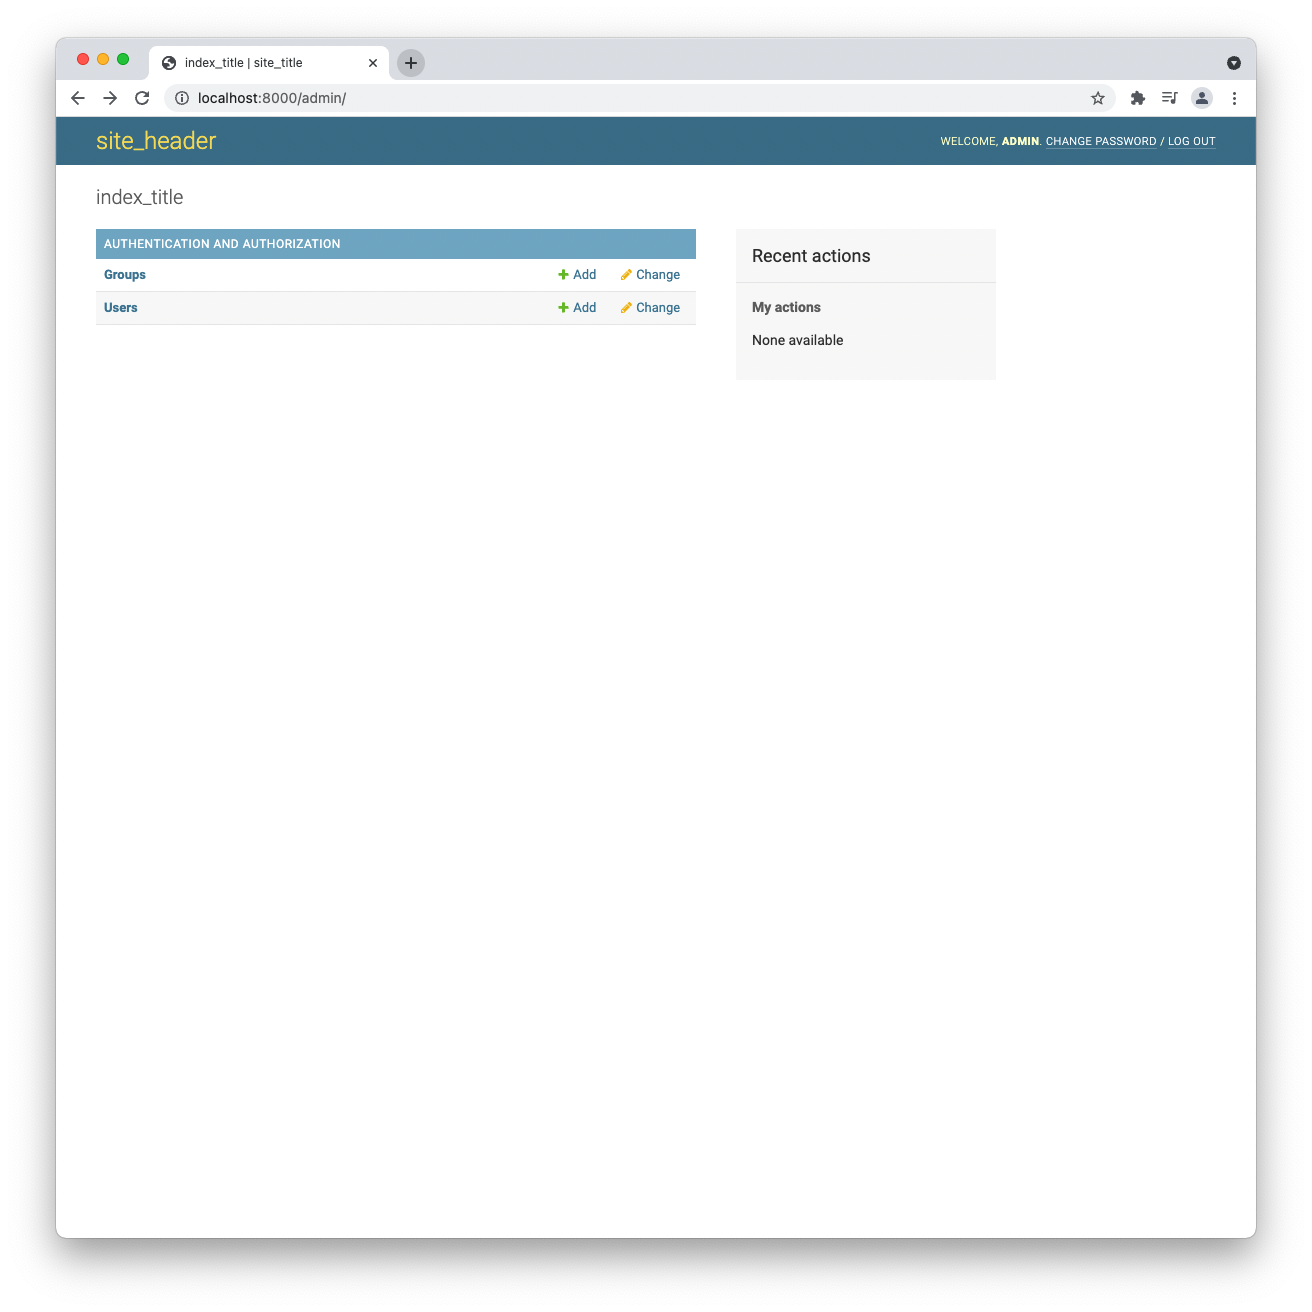 index_title | site_title
localhost:8000/admin/
site_header
WELCOME, ADMIN. CHANGE PASSWORD / LOG OUT
index_title
AUTHENTICATION AND AUTHORIZATION
Groups Add Change
Users Add Change
Recent actions
My actions
None available